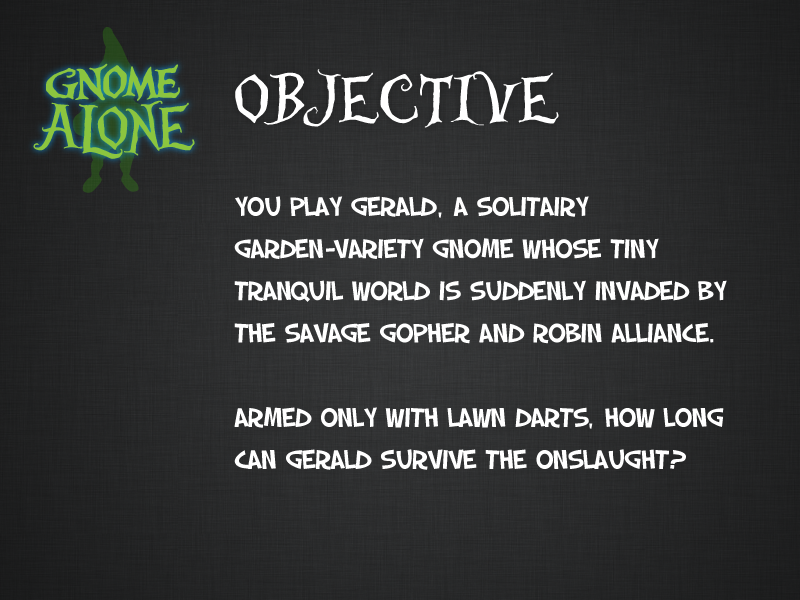 GNOME
ALONE
OBJECTIVE
YOU PLAY GERALD, A SOLITAIRY
GARDEN-VARIETY GNOME WHOSE TINY
TRANQUIL WORLD IS SUDDENLY INVADED BY
THE SAVAGE GOPHER AND ROBIN ALLIANCE.
ARMED ONLY WITH LAWN DARTS, HOW LONG
CAN GERALD SURVIVE THE ONSLAUGHT?